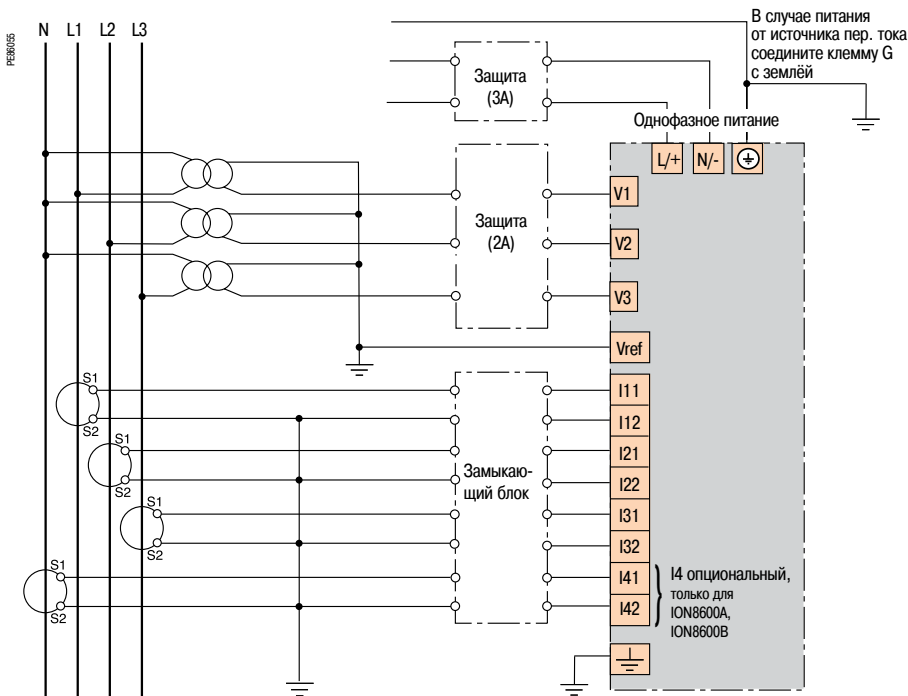 PE86055
N L1 L2 L3
В случае питания
от источника пер. тока
соедините клемму G
с землёй
Защита
(3А)
Однофазное питание
L/+ N/-
V1
Защита
(2А)
V2
V3
Vref
S1
S2
S1
S2
S1
S2
S1
S2
Замыкаю-
щий блок
I11
I12
I21
I22
I31
I32
I41
I42
I4 опциональный,
только для
ION8600A,
ION8600B